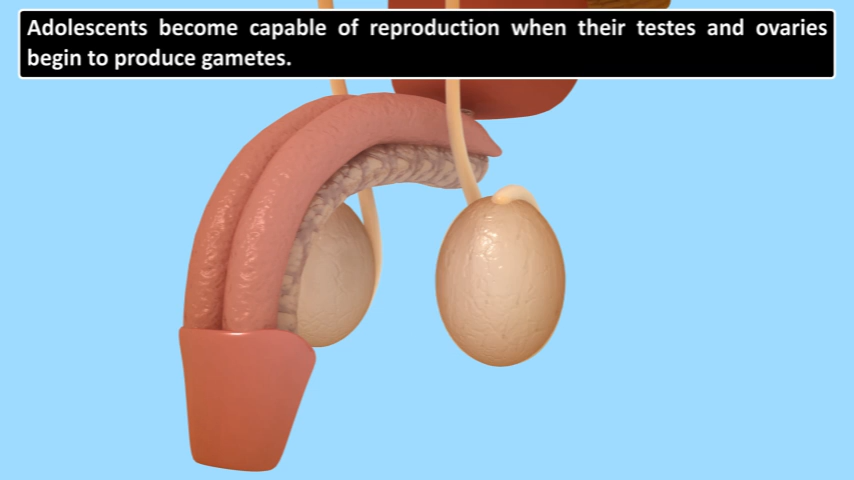 Adolescents become capable of reproduction when their testes and ovaries
begin to produce gametes.